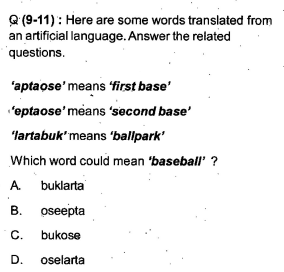 Q (9-11) : Here are some words translated from
an artificial language. Answer the related
questions.
'aptaose' means 'first base'
'eptaose' means 'second base'
'lartabuk' means 'ballpark'
Which word could mean 'baseball' ?
A. buklarta
B. oseepta
C. bukose
D. oselarta